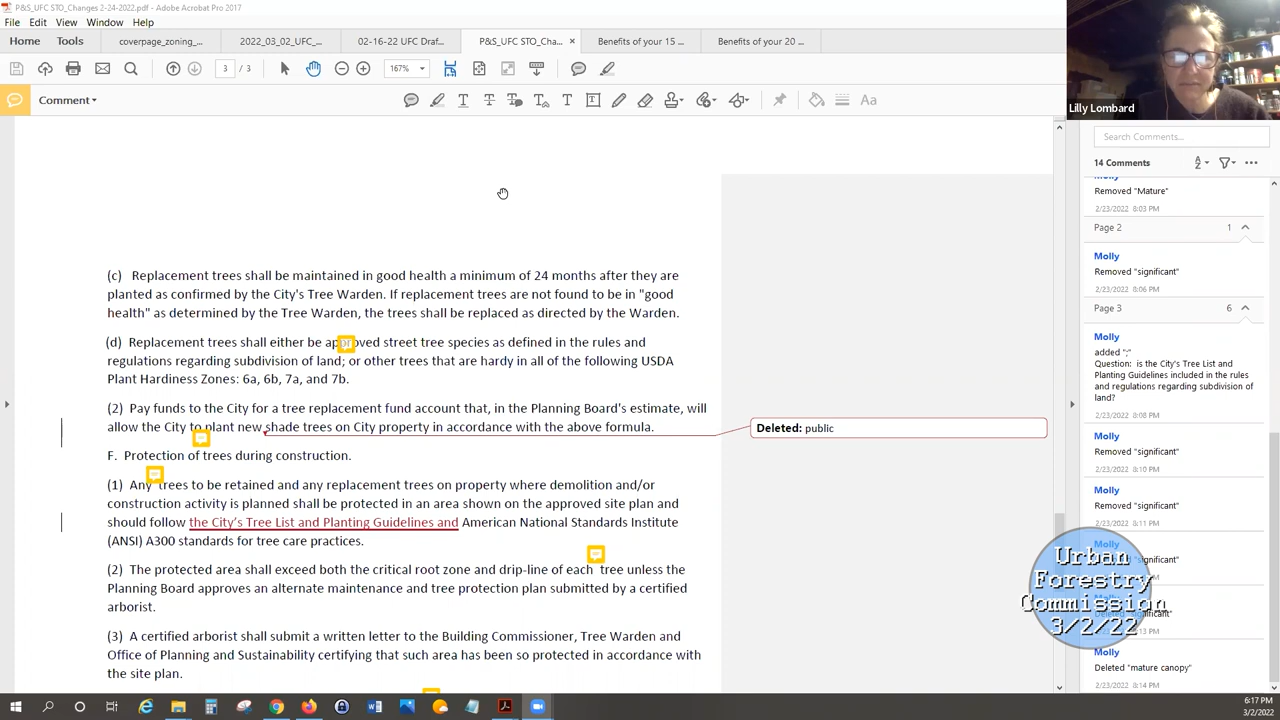 P&S_UFC STO_Changes 2-24-2022.pdf - Adobe Acrobat Pro 2017
File Edit View Window Help
Home Tools coverpage_zoning_... 2022_03_02_UFC_... 03-16-22 UFC Draf... P&S_UFC STO_Cha... × Benefits of your 15 ... Benefits of your 20 ...
3 / 3 167%
Comment
Lilly Lombard
Search Comments...
14 Comments
Molly
Removed "Mature"
2/23/2022 8:03 PM
Page 2 1
Molly
Removed "significant"
2/23/2022 8:06 PM
Page 3 6
Molly
added ";"
Question: is the City's Tree List and
Planting Guidelines included in the rules
and regulations regarding subdivision of
land?
2/23/2022 8:08 PM
Molly
Removed "significant"
2/23/2022 8:10 PM
Molly
Removed "significant"
2/23/2022 8:11 PM
Molly
significant"
PM
"significant"
13 PM
Molly
Deleted "mature canopy"
2/23/2022 8:14 PM
(c) Replacement trees shall be maintained in good health a minimum of 24 months after they are
planted as confirmed by the City's Tree Warden. If replacement trees are not found to be in "good
health" as determined by the Tree Warden, the trees shall be replaced as directed by the Warden.
(d) Replacement trees shall either be approved street tree species as defined in the rules and
regulations regarding subdivision of land; or other trees that are hardy in all of the following USDA
Plant Hardiness Zones: 6a, 6b, 7a, and 7b.
(2) Pay funds to the City for a tree replacement fund account that, in the Planning Board's estimate, will
allow the City to plant new shade trees on City property in accordance with the above formula.
Deleted: public
F. Protection of trees during construction.
(1) Any trees to be retained and any replacement trees on property where demolition and/or
construction activity is planned shall be protected in an area shown on the approved site plan and
should follow the City's Tree List and Planting Guidelines and American National Standards Institute
(ANSI) A300 standards for tree care practices.
(2) The protected area shall exceed both the critical root zone and drip-line of each tree unless the
Planning Board approves an alternate maintenance and tree protection plan submitted by a certified
arborist.
(3) A certified arborist shall submit a written letter to the Building Commissioner, Tree Warden and
Office of Planning and Sustainability certifying that such area has been so protected in accordance with
the site plan.
Urban
Forestry
Commission
3/2/22
6:17 PM
3/2/2022